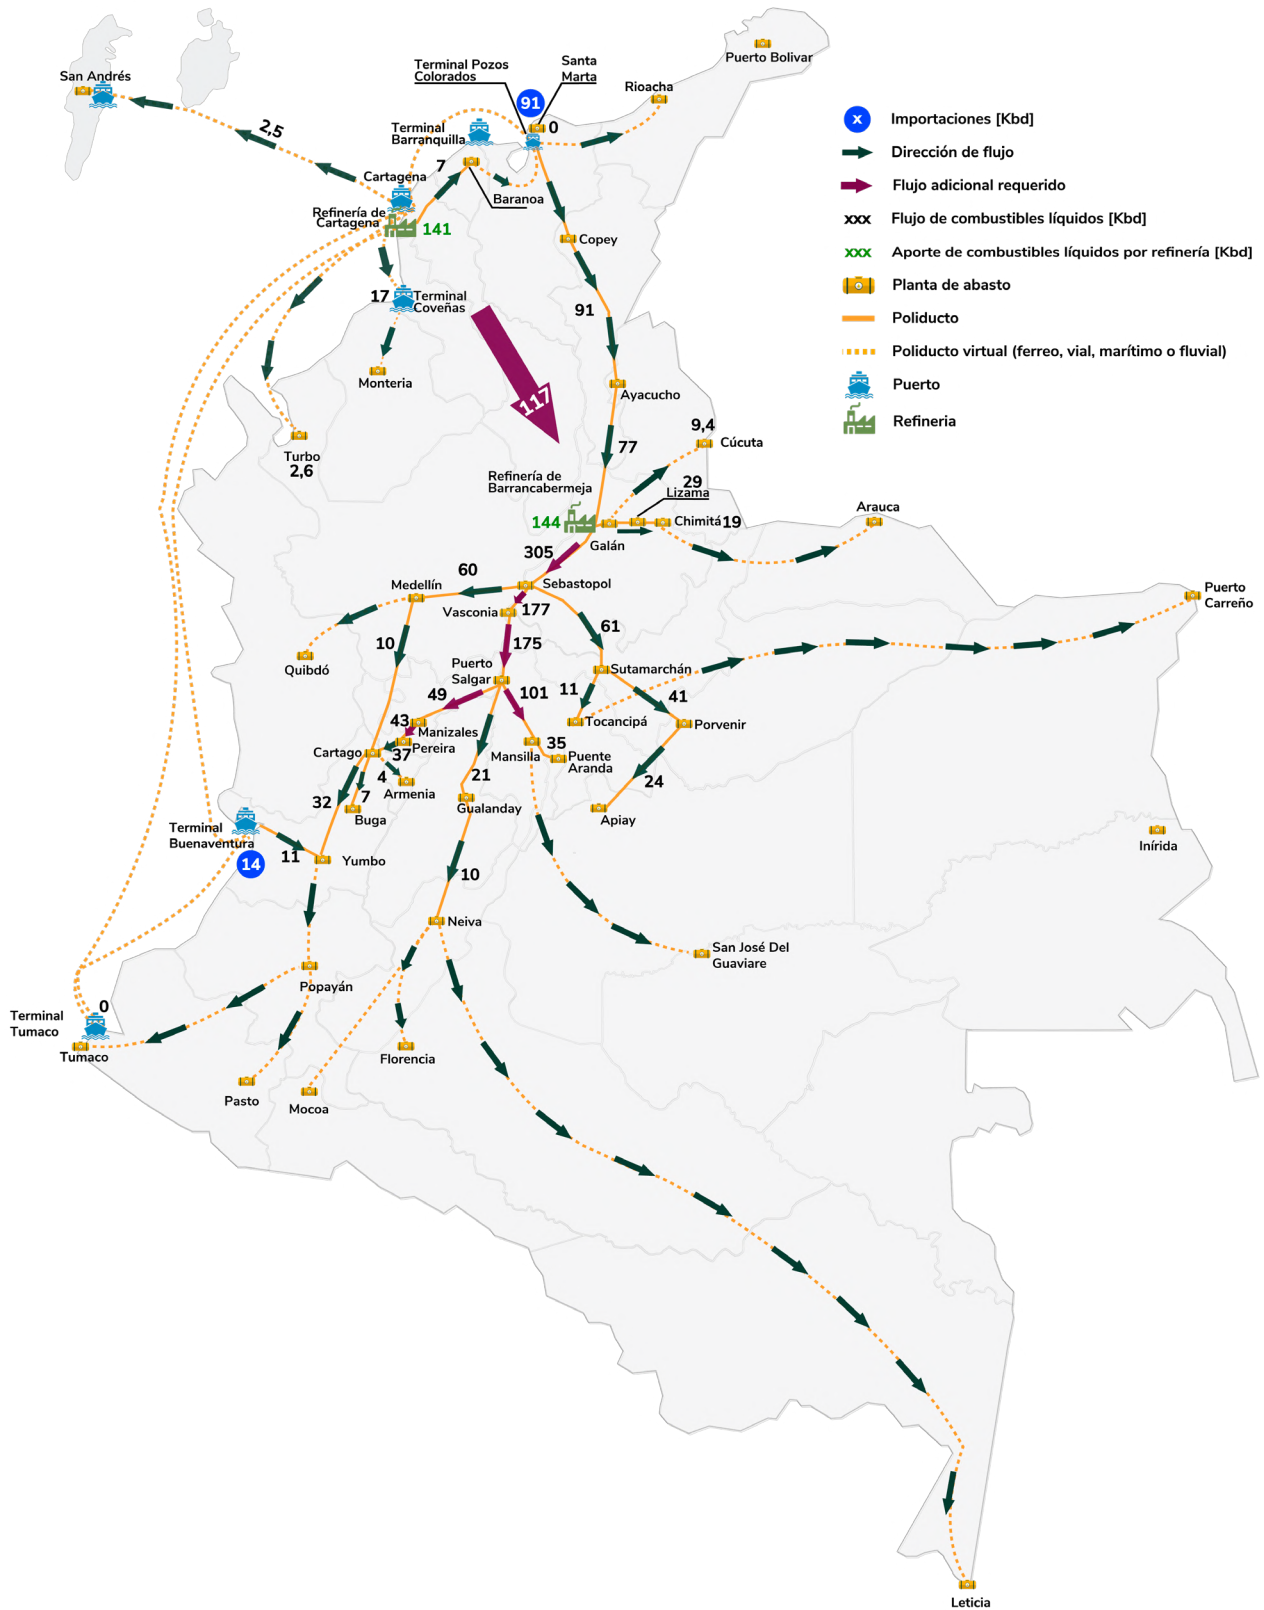 San Andrés
2,5
Terminal Pozos
Colorados
Santa
Marta
91
0
Rioacha
Puerto Bolivar
Terminal
Barranquilla
7
Baranoa
Cartagena
Refinería de
Cartagena
141
Copey
17
Terminal
Coveñas
Monteria
91
117
Ayacucho
Turbo
2,6
77
9,4
Cúcuta
29
Lizama
Refinería de
Barrancabermeja
144
Chimitá
19
Galán
Arauca
305
Sebastopol
60
Medellín
Vasconia
177
61
Puerto
Carreño
Quibdó
10
175
Puerto
Salgar
Sutamarchán
49
101
11
41
Tocancipá
Porvenir
43
Manizales
Pereira
Cartago
37
Mansilla
35
Puente
Aranda
4
Armenia
32
7
Buga
21
Gualanday
24
Apiay
Terminal
Buenaventura
14
11
Yumbo
Inírida
10
Neiva
San José Del
Guaviare
Popayán
0
Terminal
Tumaco
Tumaco
Florencia
Pasto
Mocoa
Leticia
x
Importaciones [Kbd]
Dirección de flujo
Flujo adicional requerido
xxx
Flujo de combustibles líquidos [Kbd]
xxx
Aporte de combustibles líquidos por refinería [Kbd]
Planta de abasto
Poliducto
Poliducto virtual (ferreo, vial, marítimo o fluvial)
Puerto
Refineria